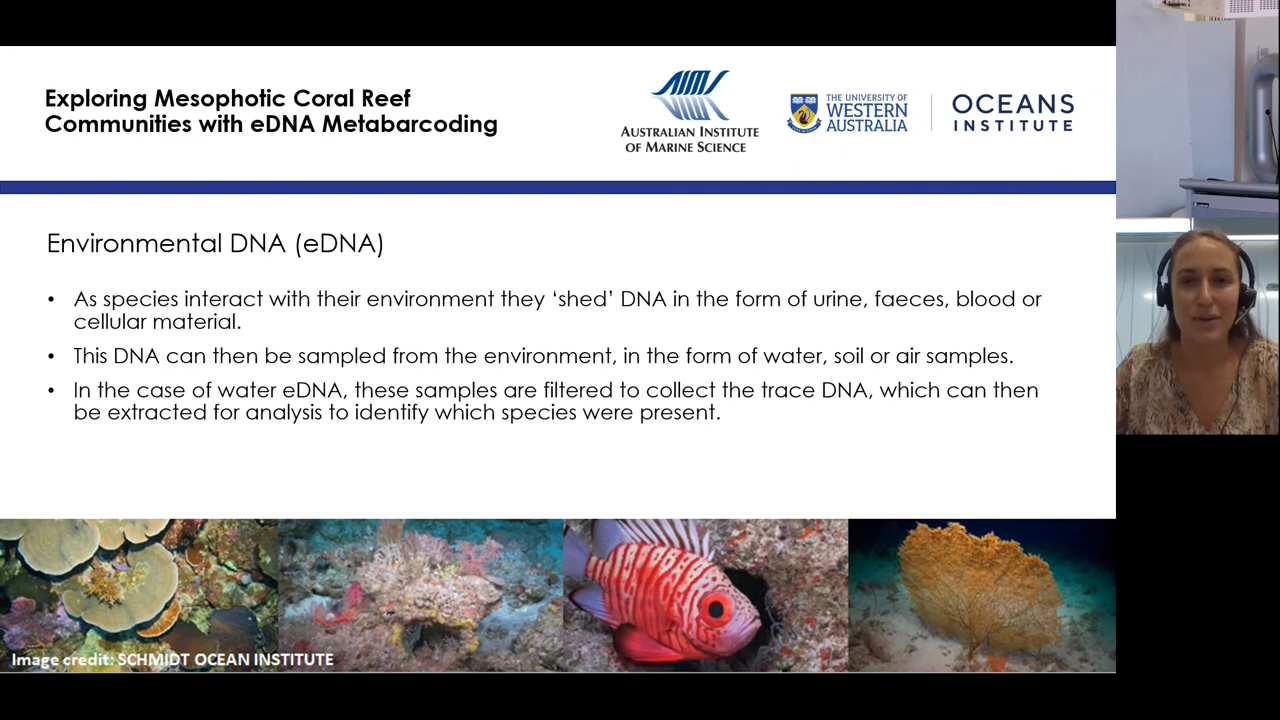 Exploring Mesophotic Coral Reef
Communities with eDNA Metabarcoding
AIMS
AUSTRALIAN INSTITUTE
OF MARINE SCIENCE
THE UNIVERSITY OF
WESTERN
AUSTRALIA
OCEANS
INSTITUTE
Environmental DNA (eDNA)
• As species interact with their environment they ‘shed’ DNA in the form of urine, faeces, blood or
cellular material.
• This DNA can then be sampled from the environment, in the form of water, soil or air samples.
• In the case of water eDNA, these samples are filtered to collect the trace DNA, which can then
be extracted for analysis to identify which species were present.
Image credit: SCHMIDT OCEAN INSTITUTE